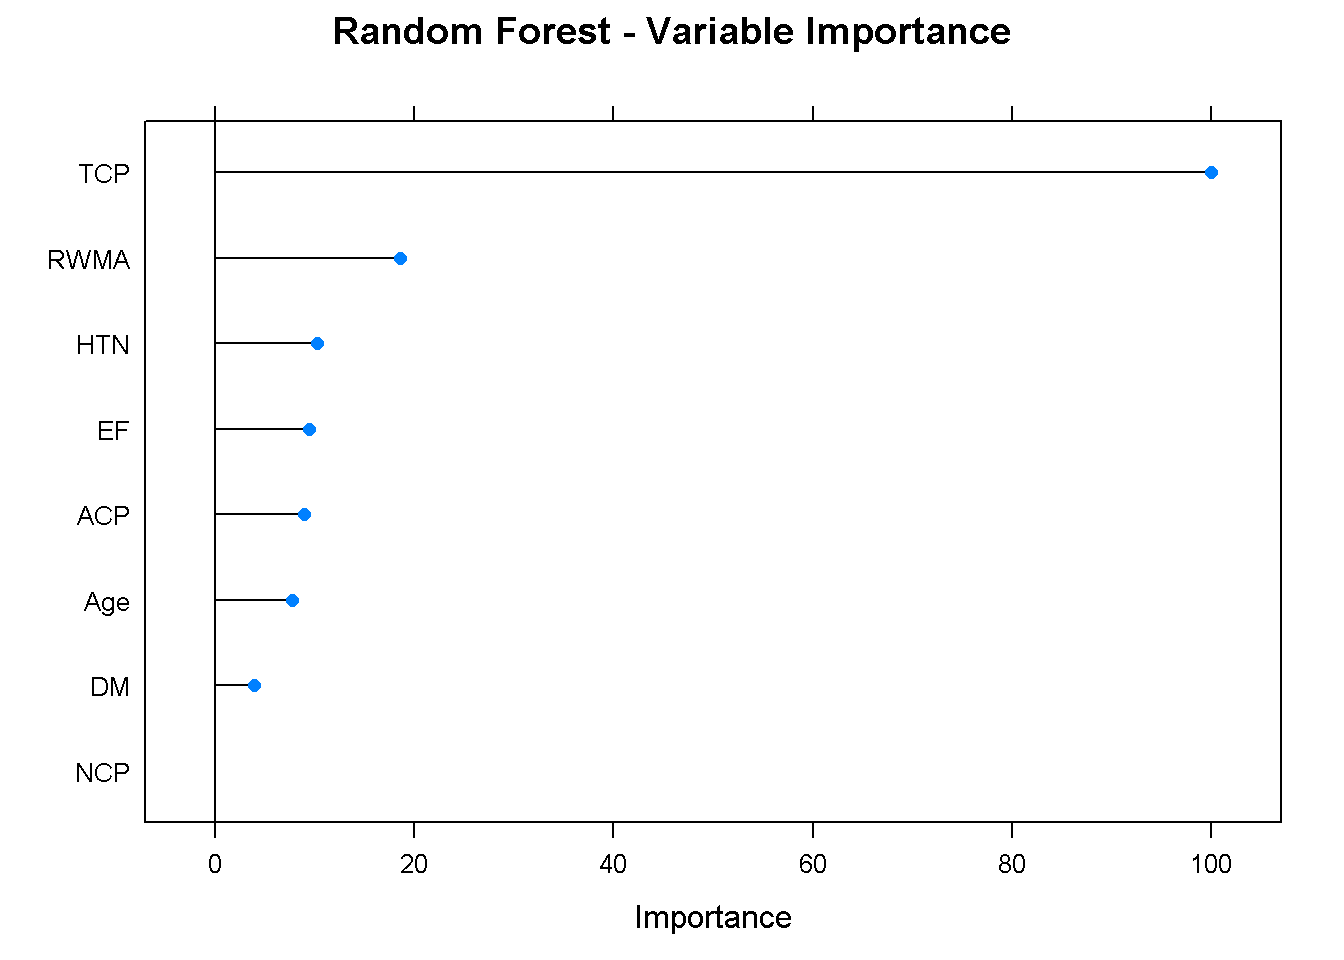 Random Forest - Variable Importance
TCP
RWMA
HTN
EF
ACP
Age
DM
NCP
0 20 40 60 80 100
Importance